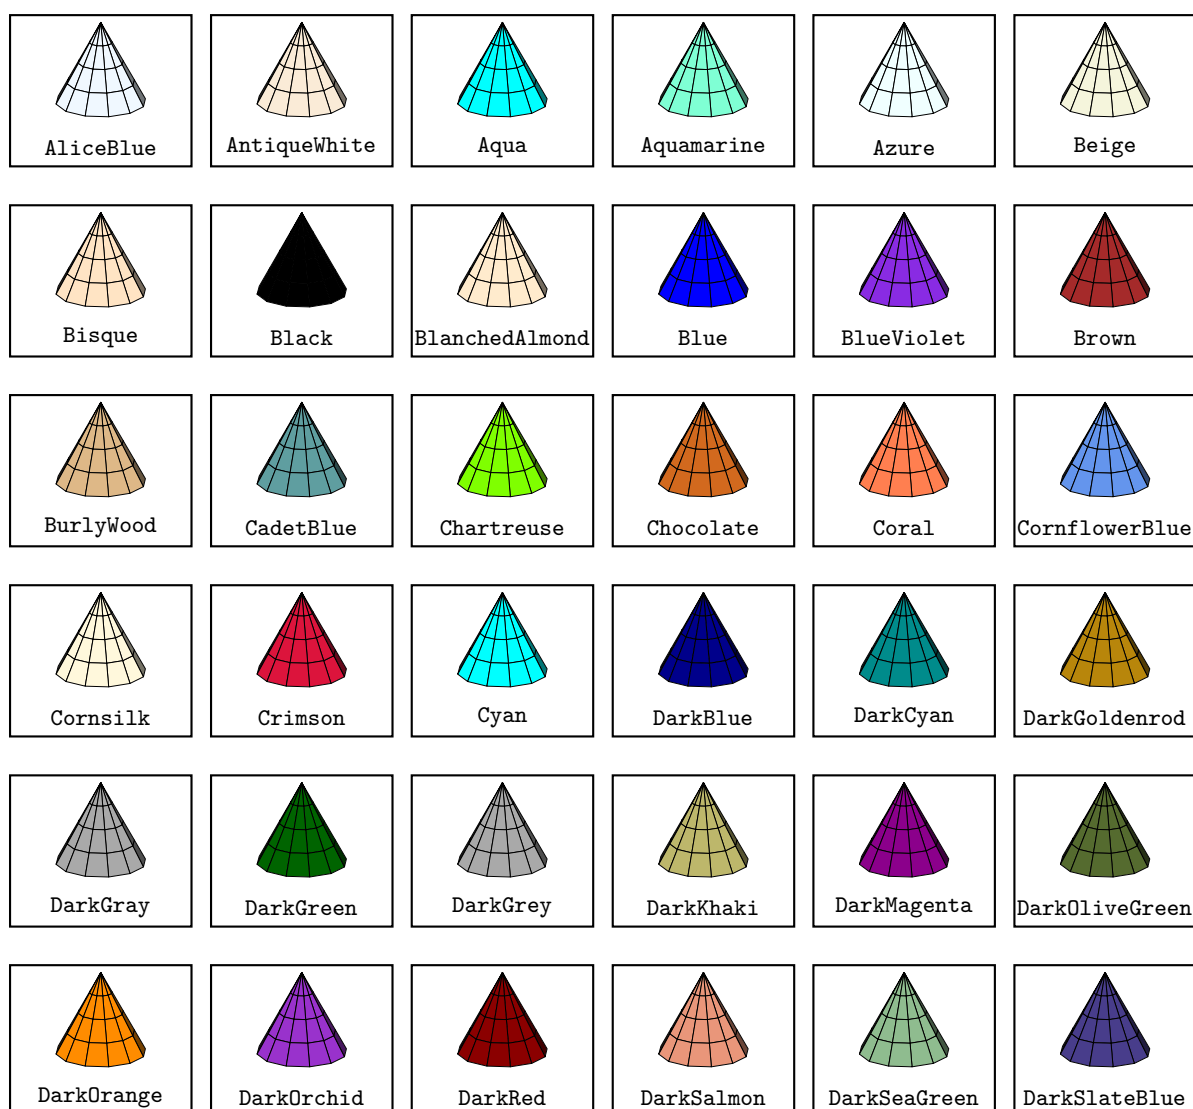 AliceBlue AntiqueWhite Aqua Aquamarine Azure Beige
Bisque Black BlanchedAlmond Blue BlueViolet Brown
BurlyWood CadetBlue Chartreuse Chocolate Coral CornflowerBlue
Cornsilk Crimson Cyan DarkBlue DarkCyan DarkGoldenrod
DarkGray DarkGreen DarkGrey DarkKhaki DarkMagenta DarkOliveGreen
DarkOrange DarkOrchid DarkRed DarkSalmon DarkSeaGreen DarkSlateBlue